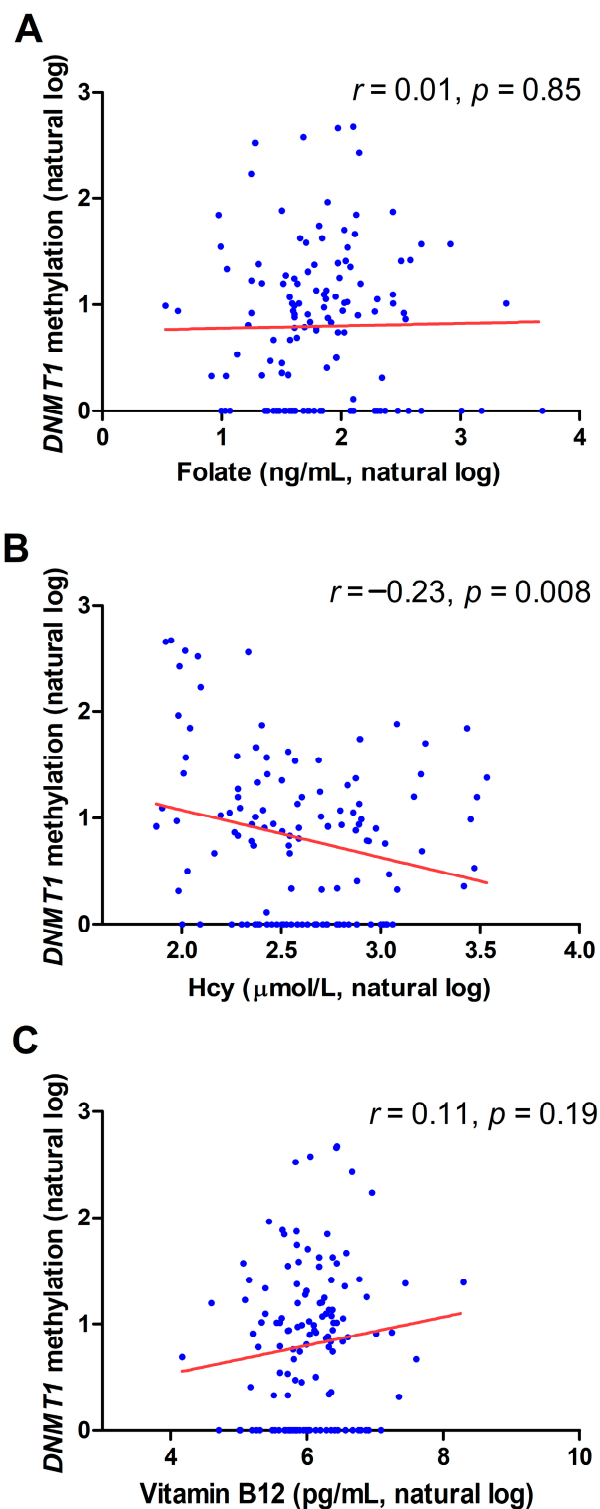 A
DNMT1 methylation (natural log)
r = 0.01, p = 0.85
3
2
1
0
0 1 2 3 4
Folate (ng/mL, natural log)
B
DNMT1 methylation (natural log)
r = −0.23, p = 0.008
3
2
1
0
2.0 2.5 3.0 3.5 4.0
Hcy (μmol/L, natural log)
C
DNMT1 methylation (natural log)
r = 0.11, p = 0.19
3
2
1
0
4 6 8 10
Vitamin B12 (pg/mL, natural log)